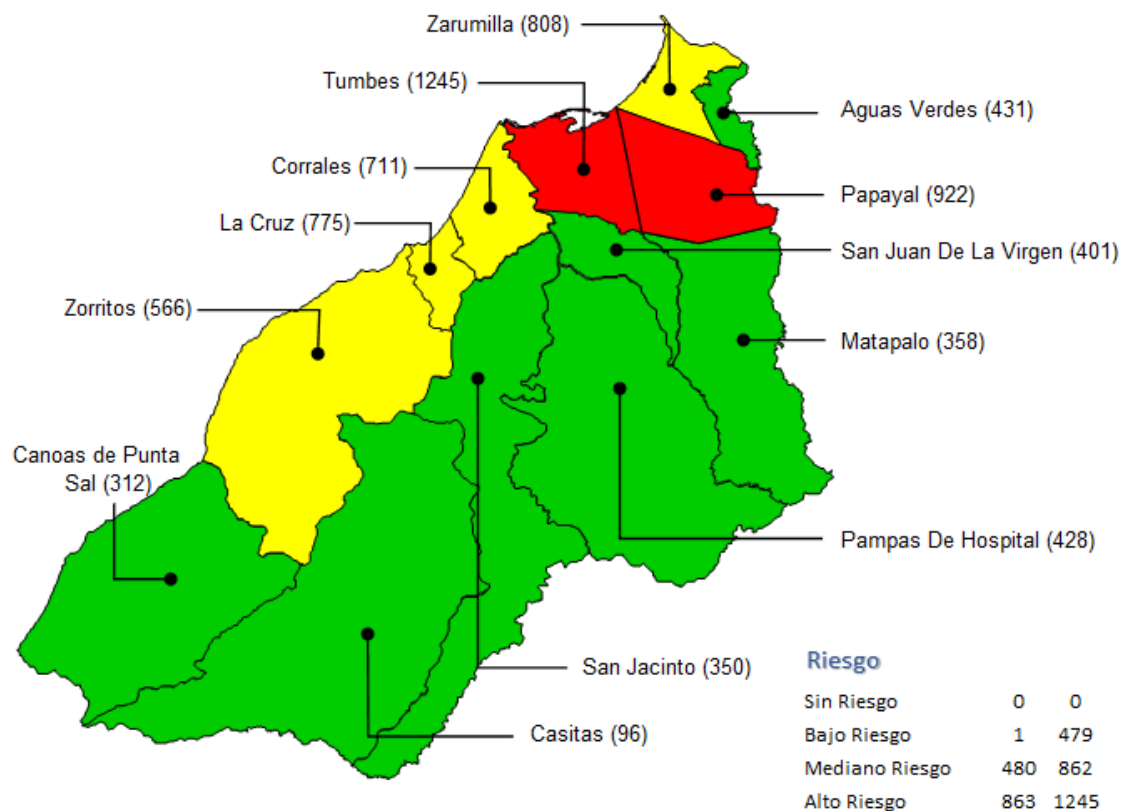 Zarumilla (808)
Tumbes (1245)
Aguas Verdes (431)
Corrales (711)
Papayal (922)
La Cruz (775)
San Juan De La Virgen (401)
Zorritos (566)
Matapalo (358)
Canoas de Punta
Sal (312)
Pampas De Hospital (428)
San Jacinto (350)
Casitas (96)
Riesgo
Sin Riesgo 0 0
Bajo Riesgo 1 479
Mediano Riesgo 480 862
Alto Riesgo 863 1245